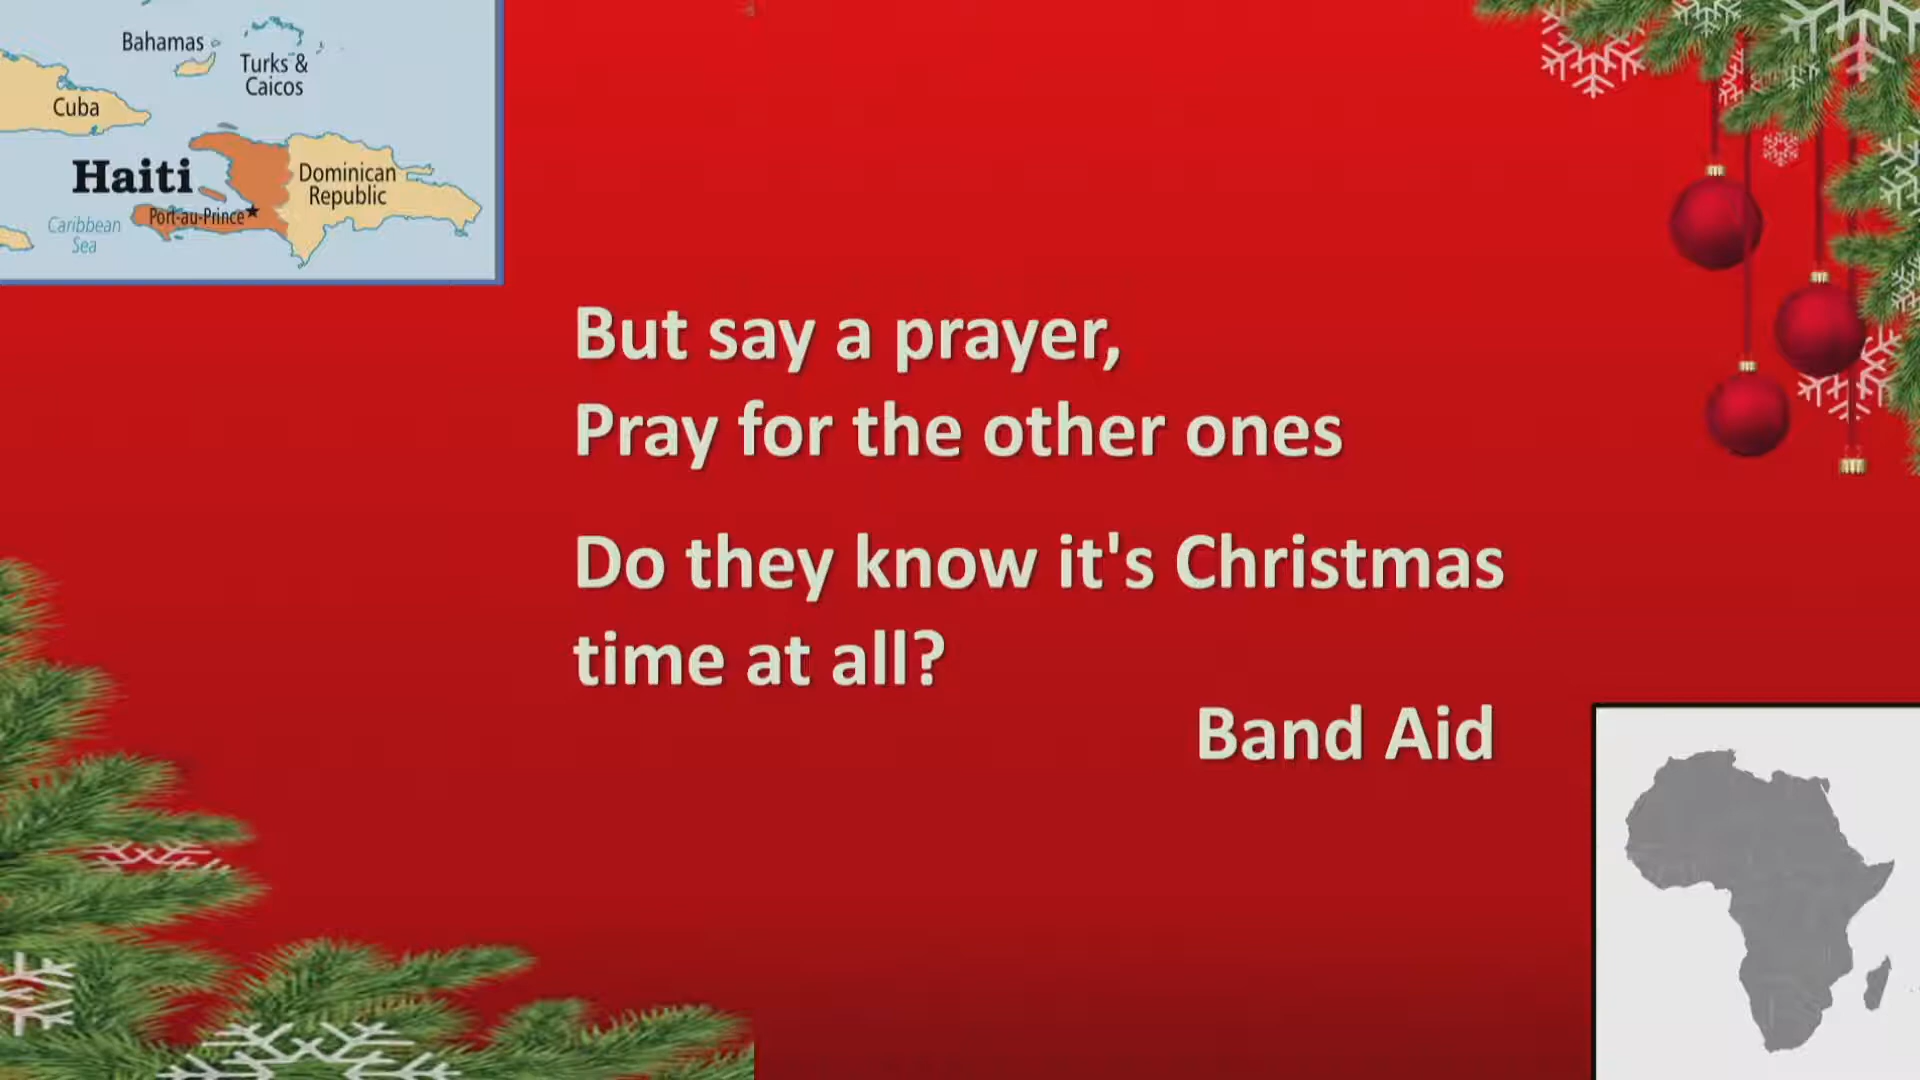 Bahamas
Turks &
Caicos
Cuba
Haiti
Dominican
Republic
Port-au-Prince
Caribbean
Sea
But say a prayer,
Pray for the other ones
Do they know it's Christmas
time at all?
Band Aid